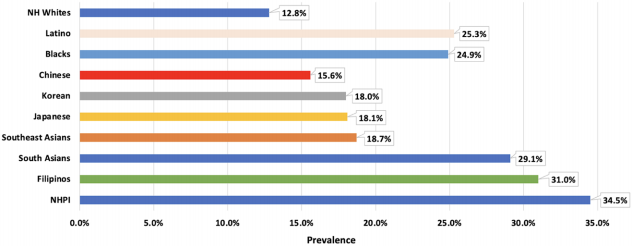 NH Whites 12.8%
Latino 25.3%
Blacks 24.9%
Chinese 15.6%
Korean 18.0%
Japanese 18.1%
Southeast Asians 18.7%
South Asians 29.1%
Filipinos 31.0%
NHPI 34.5%
0.0% 5.0% 10.0% 15.0% 20.0% 25.0% 30.0% 35.0%
Prevalence